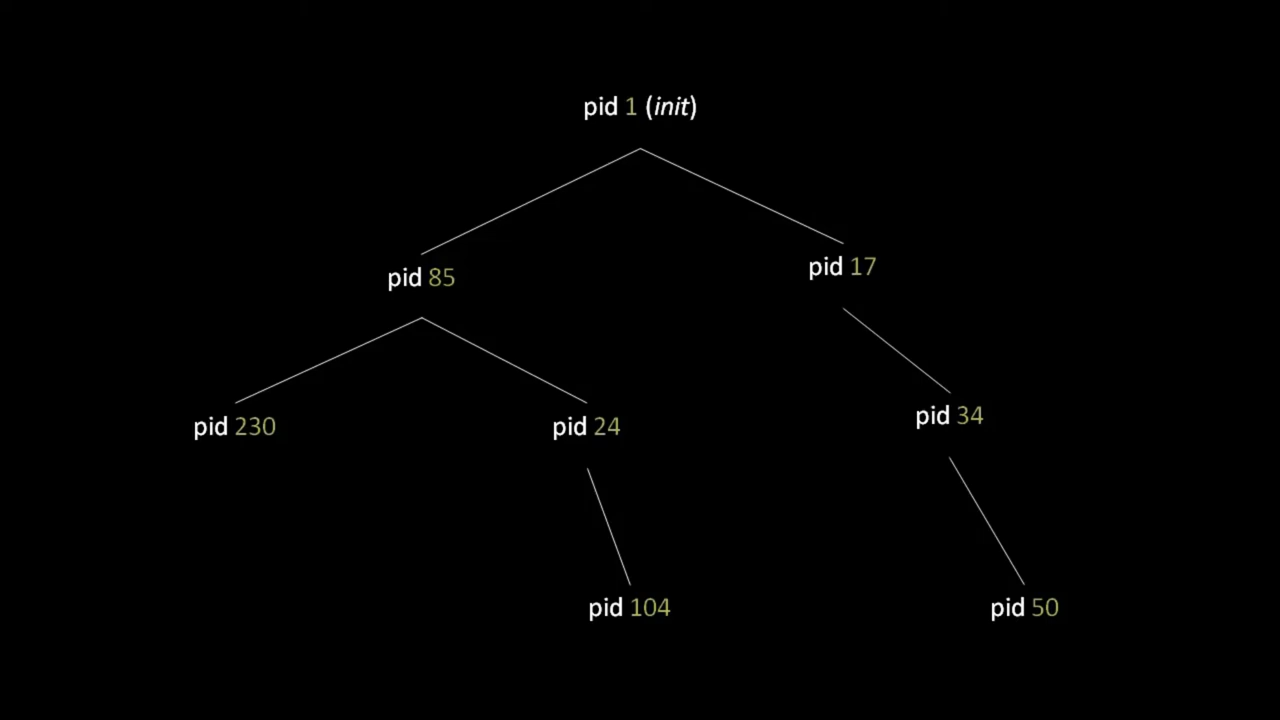 pid 1 (init)
pid 85
pid 17
pid 230
pid 24
pid 34
pid 104
pid 50